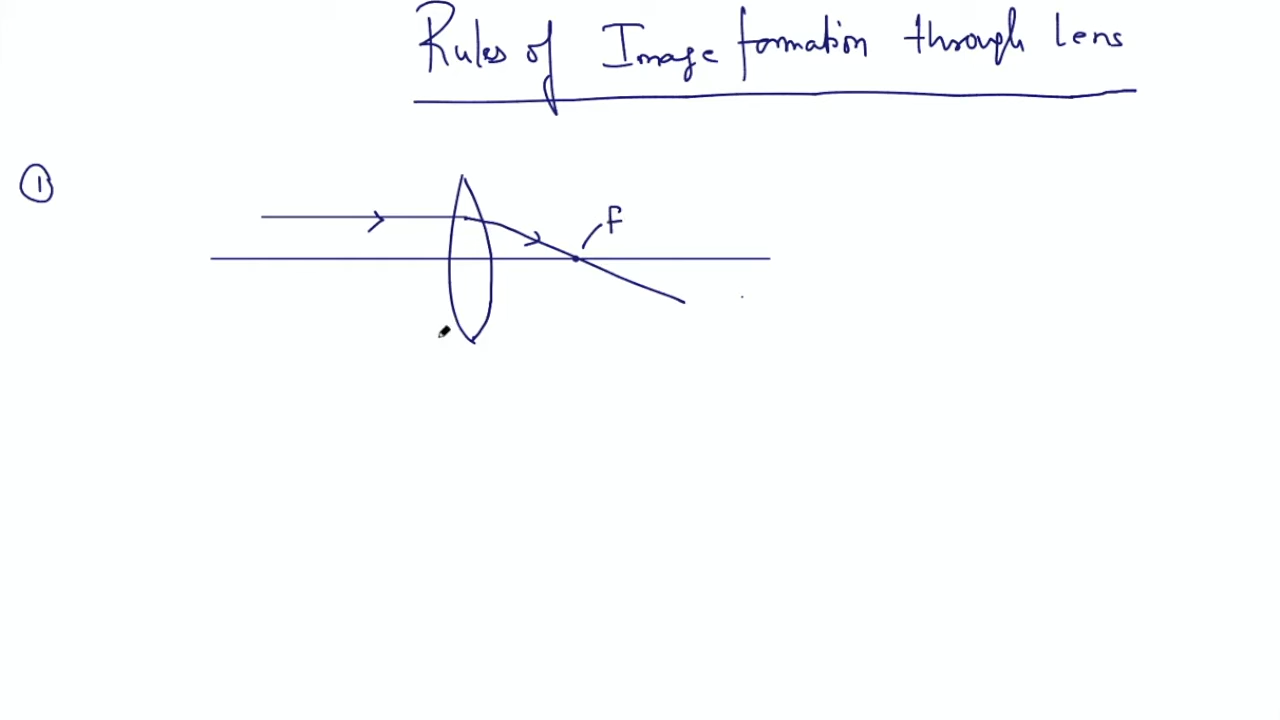 Rules of Image formation through lens
①
F